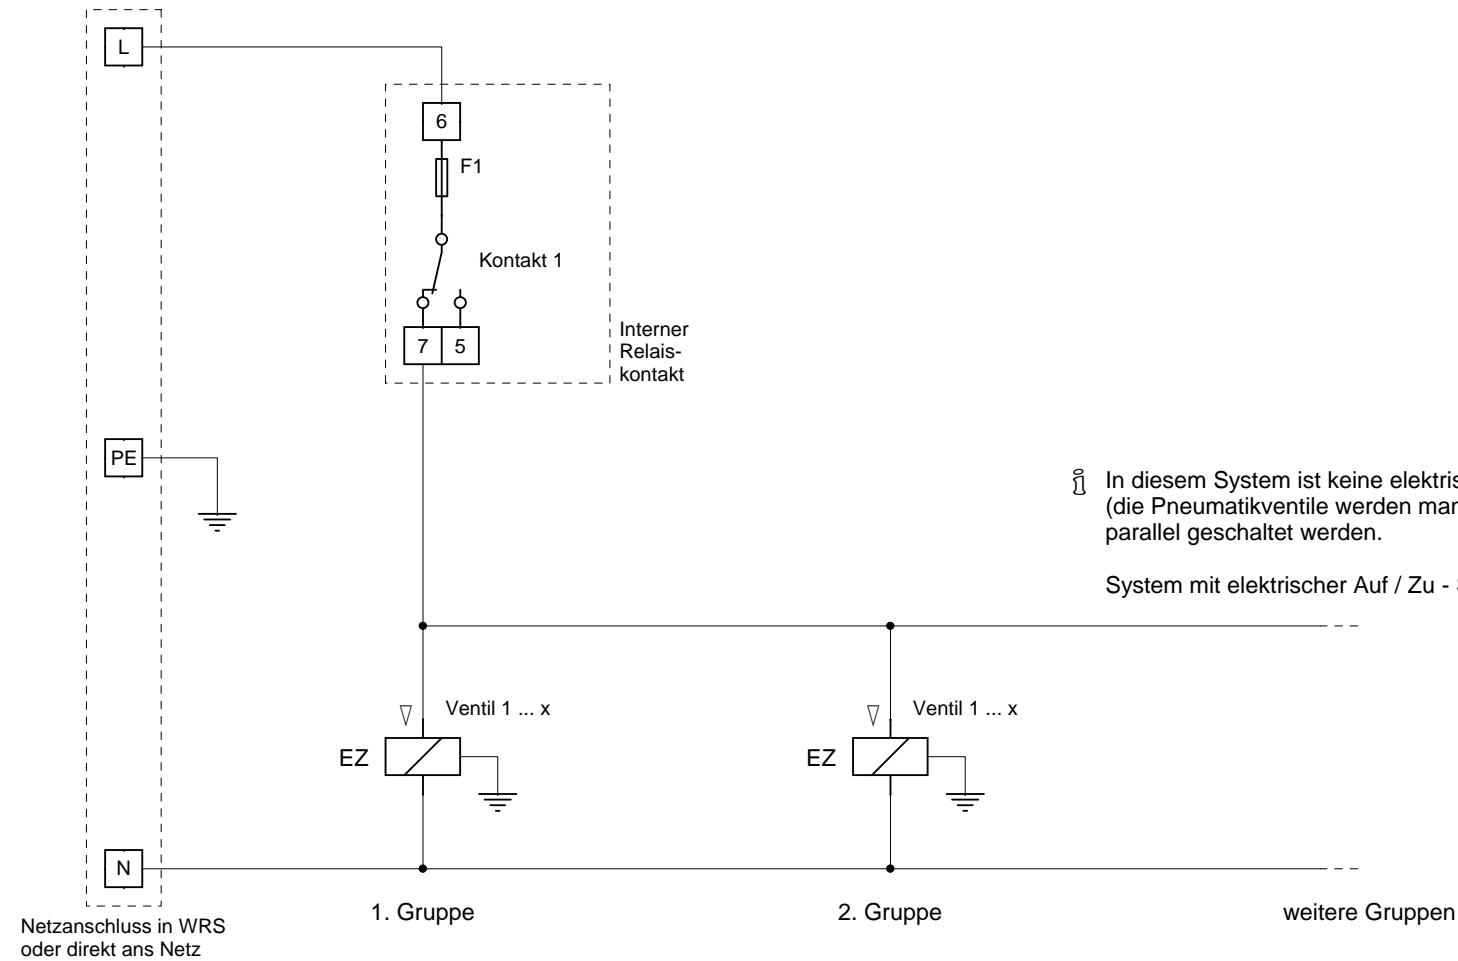 L
6
F1
Kontakt 1
7 5
Interner
Relais-
kontakt
PE
In diesem System ist keine
(die Pneumatikventile werden
parallel geschaltet werden.
System mit elektrischer Auf / Zu -
Ventil 1 ... x
EZ
Ventil 1 ... x
EZ
N
1. Gruppe
2. Gruppe
weitere Gruppen
Netzanschluss in WRS
oder direkt ans Netz